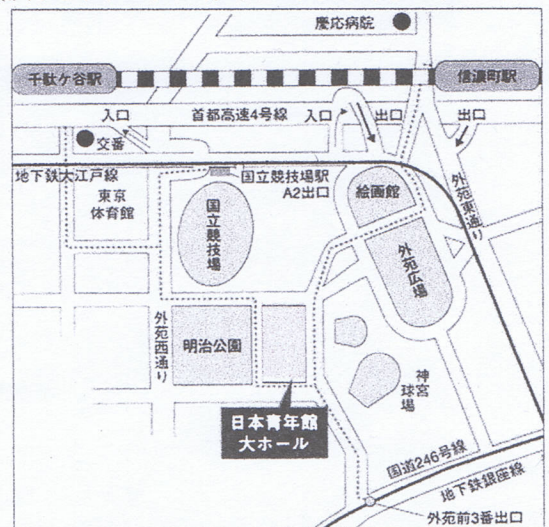 慶応病院
千駄ケ谷駅
信濃町駅
入口
首都高速4号線
入口
出口
出口
交番
地下鉄大江戸線
国立競技場駅
A2出口
東京
体育館
国立競技場
絵画館
外苑東通り
外苑広場
外苑西通り
明治公園
神宮
球場
日本青年館
大ホール
国道246号線
地下鉄銀座線
外苑前3番出口